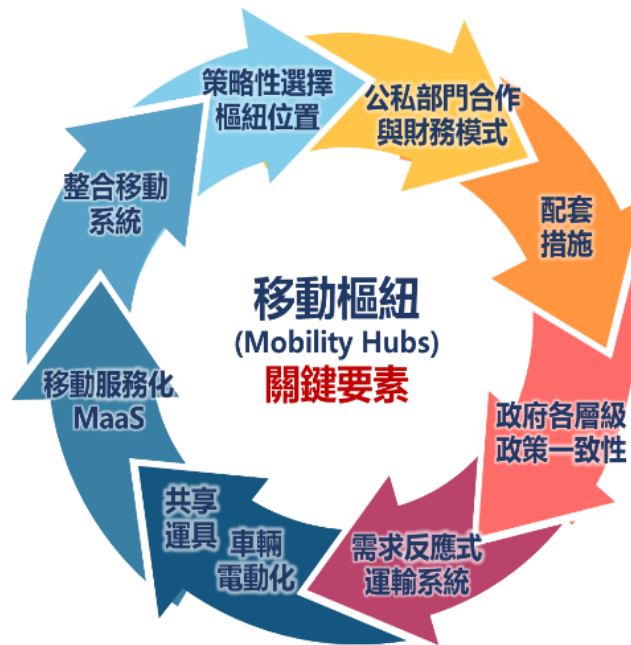 移動樞紐
(Mobility Hubs)
關鍵要素
策略性選擇
樞紐位置
公私部門合作
與財務模式
配套
措施
政府各層級
政策一致性
需求反應式
運輸系統
車輛
電動化
共享
運具
移動服務化
MaaS
整合移動
系統